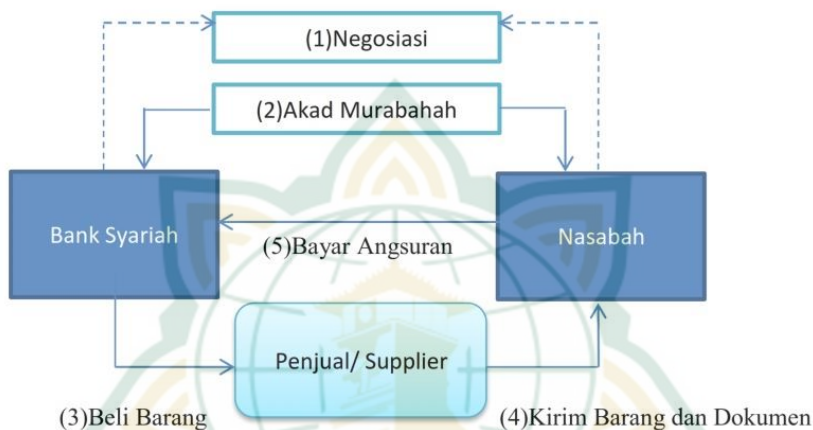 (1)Negosiasi
(2)Akad Murabahah
Bank Syariah
Nasabah
(5)Bayar Angsuran
Penjual/ Supplier
(3)Beli Barang
(4)Kirim Barang dan Dokumen